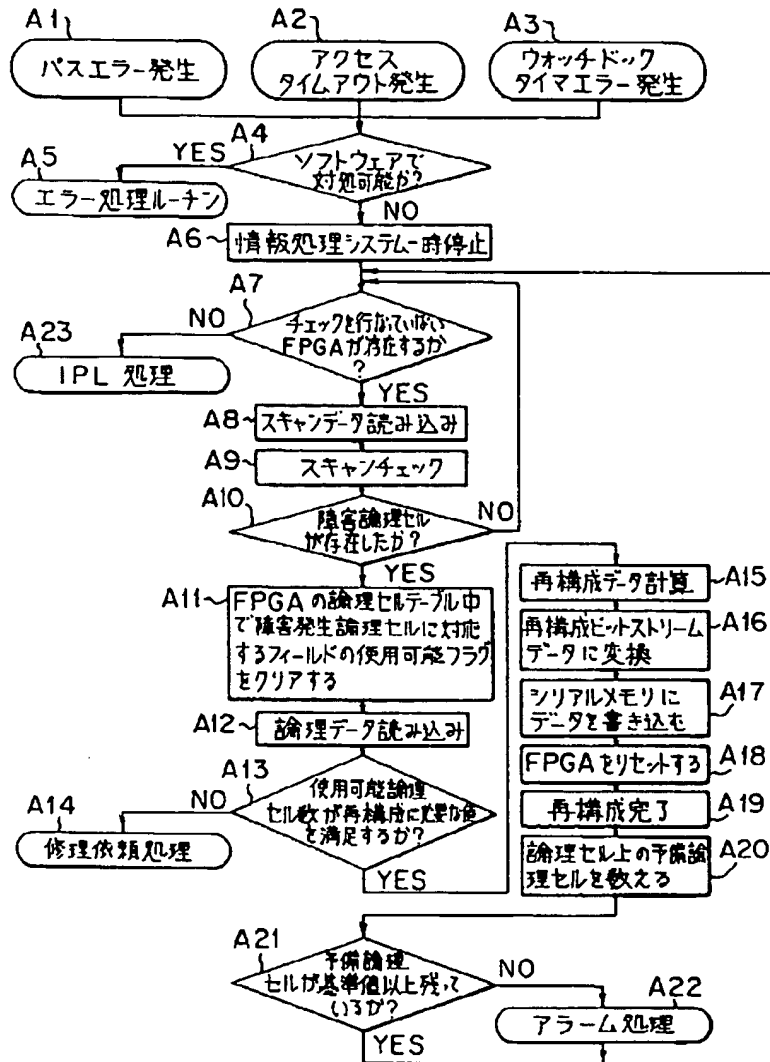 A1
パスエラー発生
A2
アクセス
タイムアウト発生
A3
ウォッチドック
タイマエラー発生
A4
ソフトウェアで
対処可能か?
YES
NO
A5
エラー処理ルーチン
A6
情報処理システム一時停止
A7
チェックを行なっていない
FPGAが存在するか
?
NO
YES
A23
IPL 処理
A8
スキャンデータ読み込み
A9
スキャンチェック
A10
障害論理セル
が存在したか?
NO
YES
A11
FPGAの論理セルテーブル中
で障害発生論理セルに対応
するフィールドの使用可能フラグ
をクリアする
A12
論理データ読み込み
A13
使用可能論理
セル数が再構成に必要な値
を満足するか?
NO
YES
A14
修理依頼処理
再構成データ計算
A15
再構成ビットストリーム
データに変換
A16
シリアルメモリに
データを書き込む
A17
FPGAをリセットする
A18
再構成完了
A19
論理セル上の予備論
理セルを数える
A20
A21
予備論理
セルが基準値以上残って
いるか?
NO
YES
A22
アラーム処理